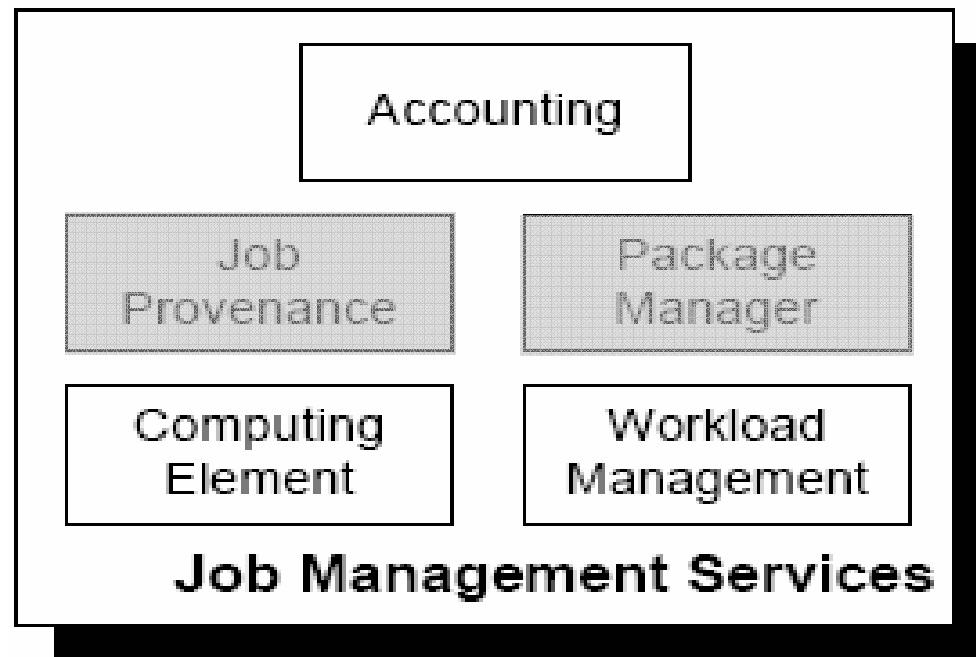 Accounting
Job
Provenance
Package
Manager
Computing
Element
Workload
Management
Job Management Services